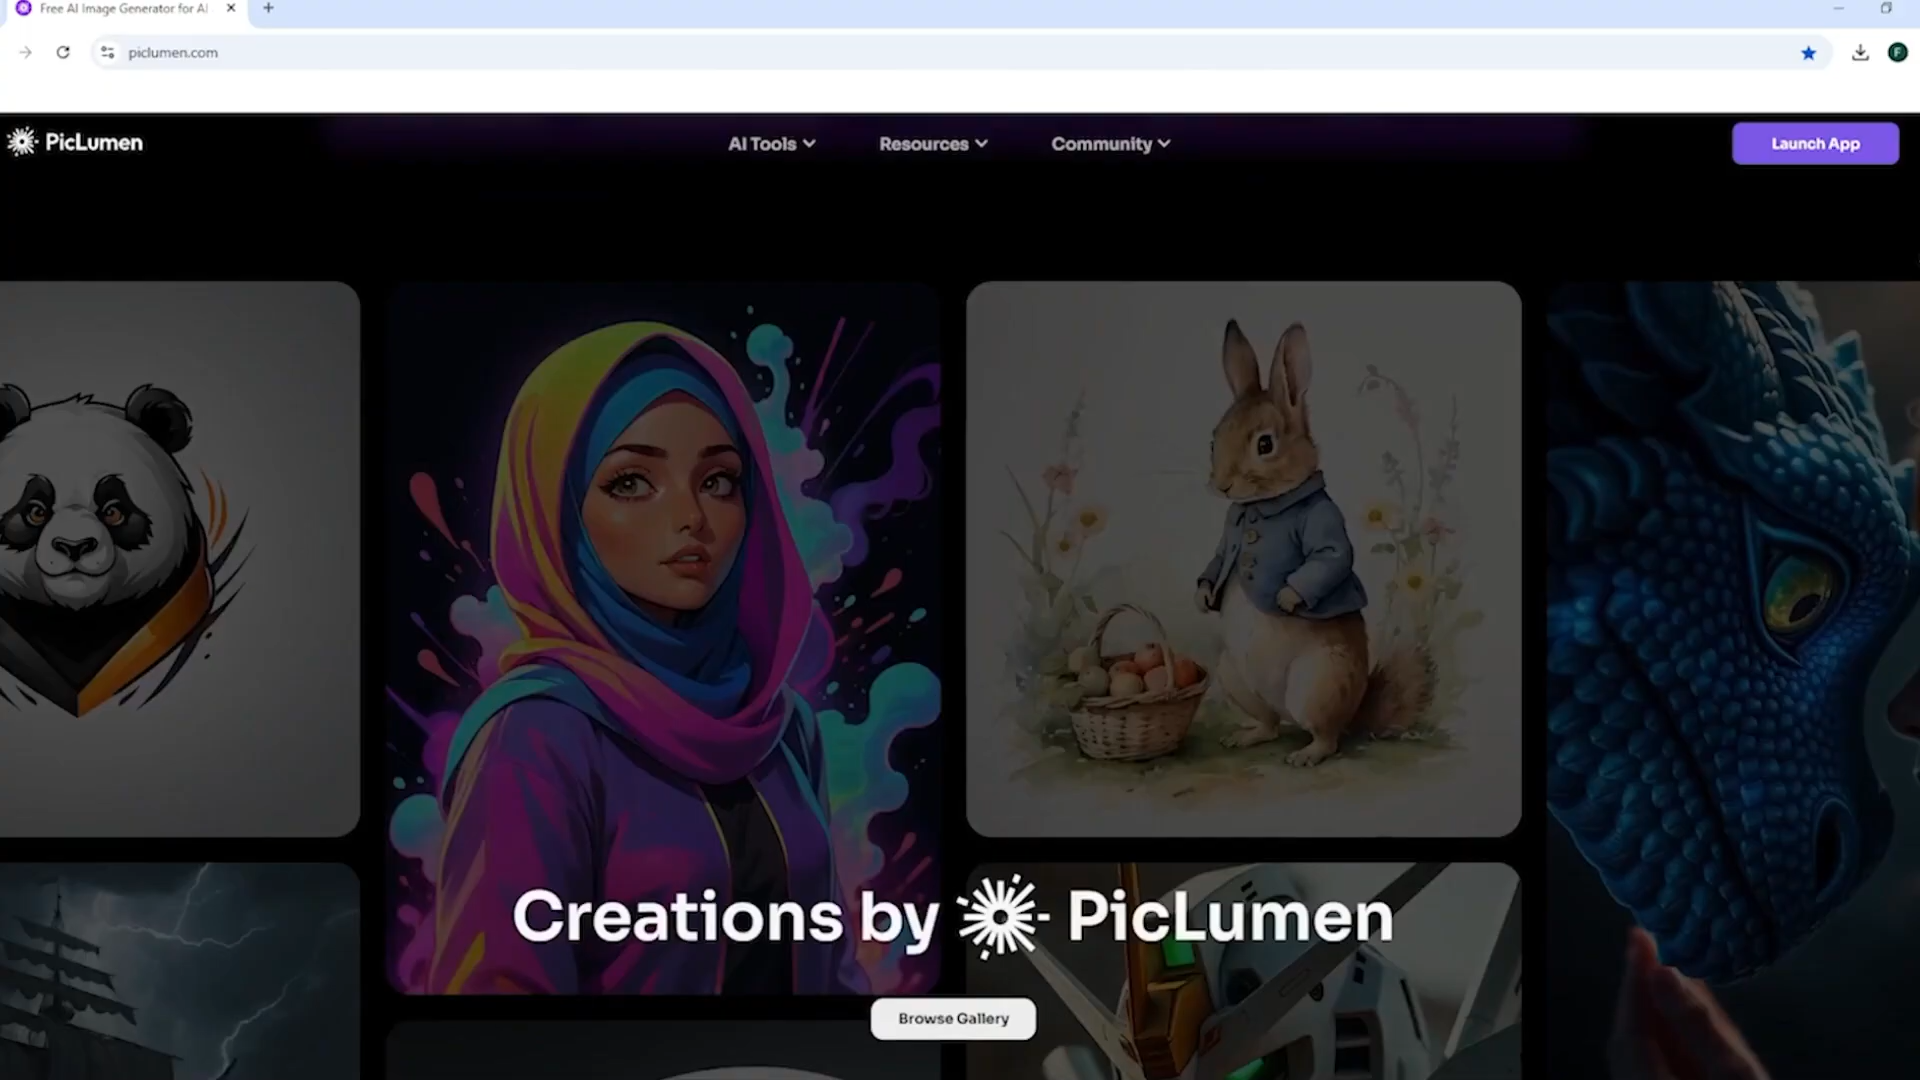 Free AI Image Generator for AI
piclumen.com
F
PicLumen
AI Tools
Resources
Community
Launch App
Creations by PicLumen
Browse Gallery